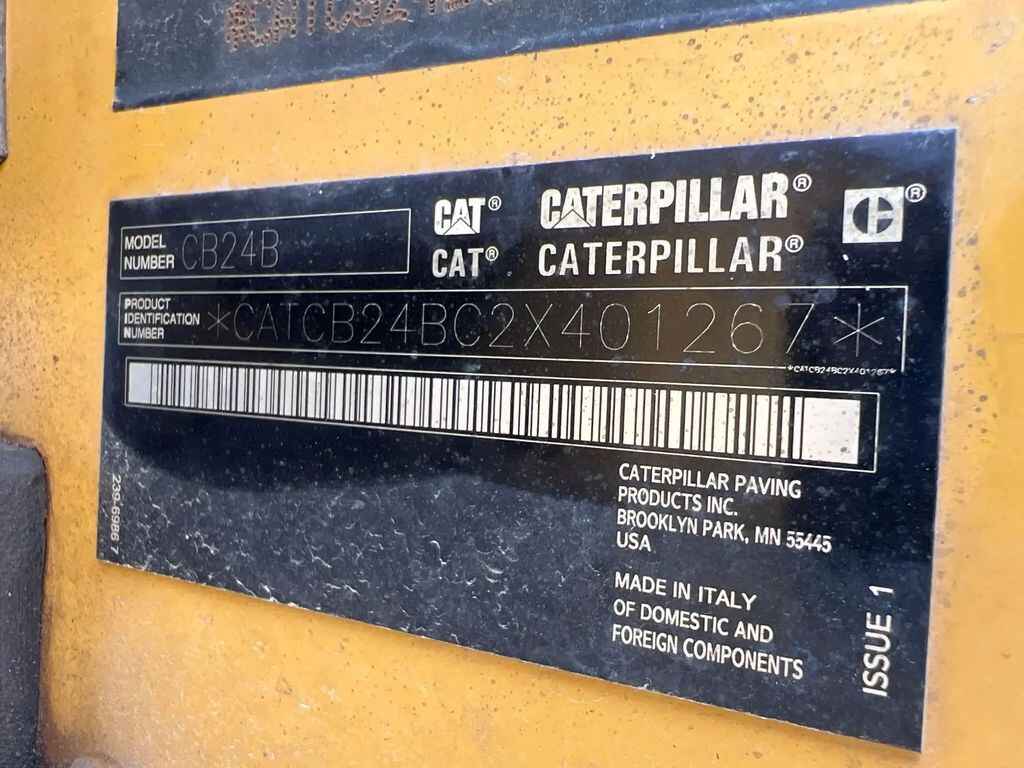 MODEL NUMBER CB24B
CAT® CATERPILLAR® ®
CAT® CATERPILLAR®
PRODUCT IDENTIFICATION NUMBER *CATCB24BC2X401267*
*CATCB24BC2X401267*
CATERPILLAR PAVING
PRODUCTS INC.
BROOKLYN PARK, MN 55445
USA
MADE IN ITALY
OF DOMESTIC AND
FOREIGN COMPONENTS
ISSUE 1
239-6986 7